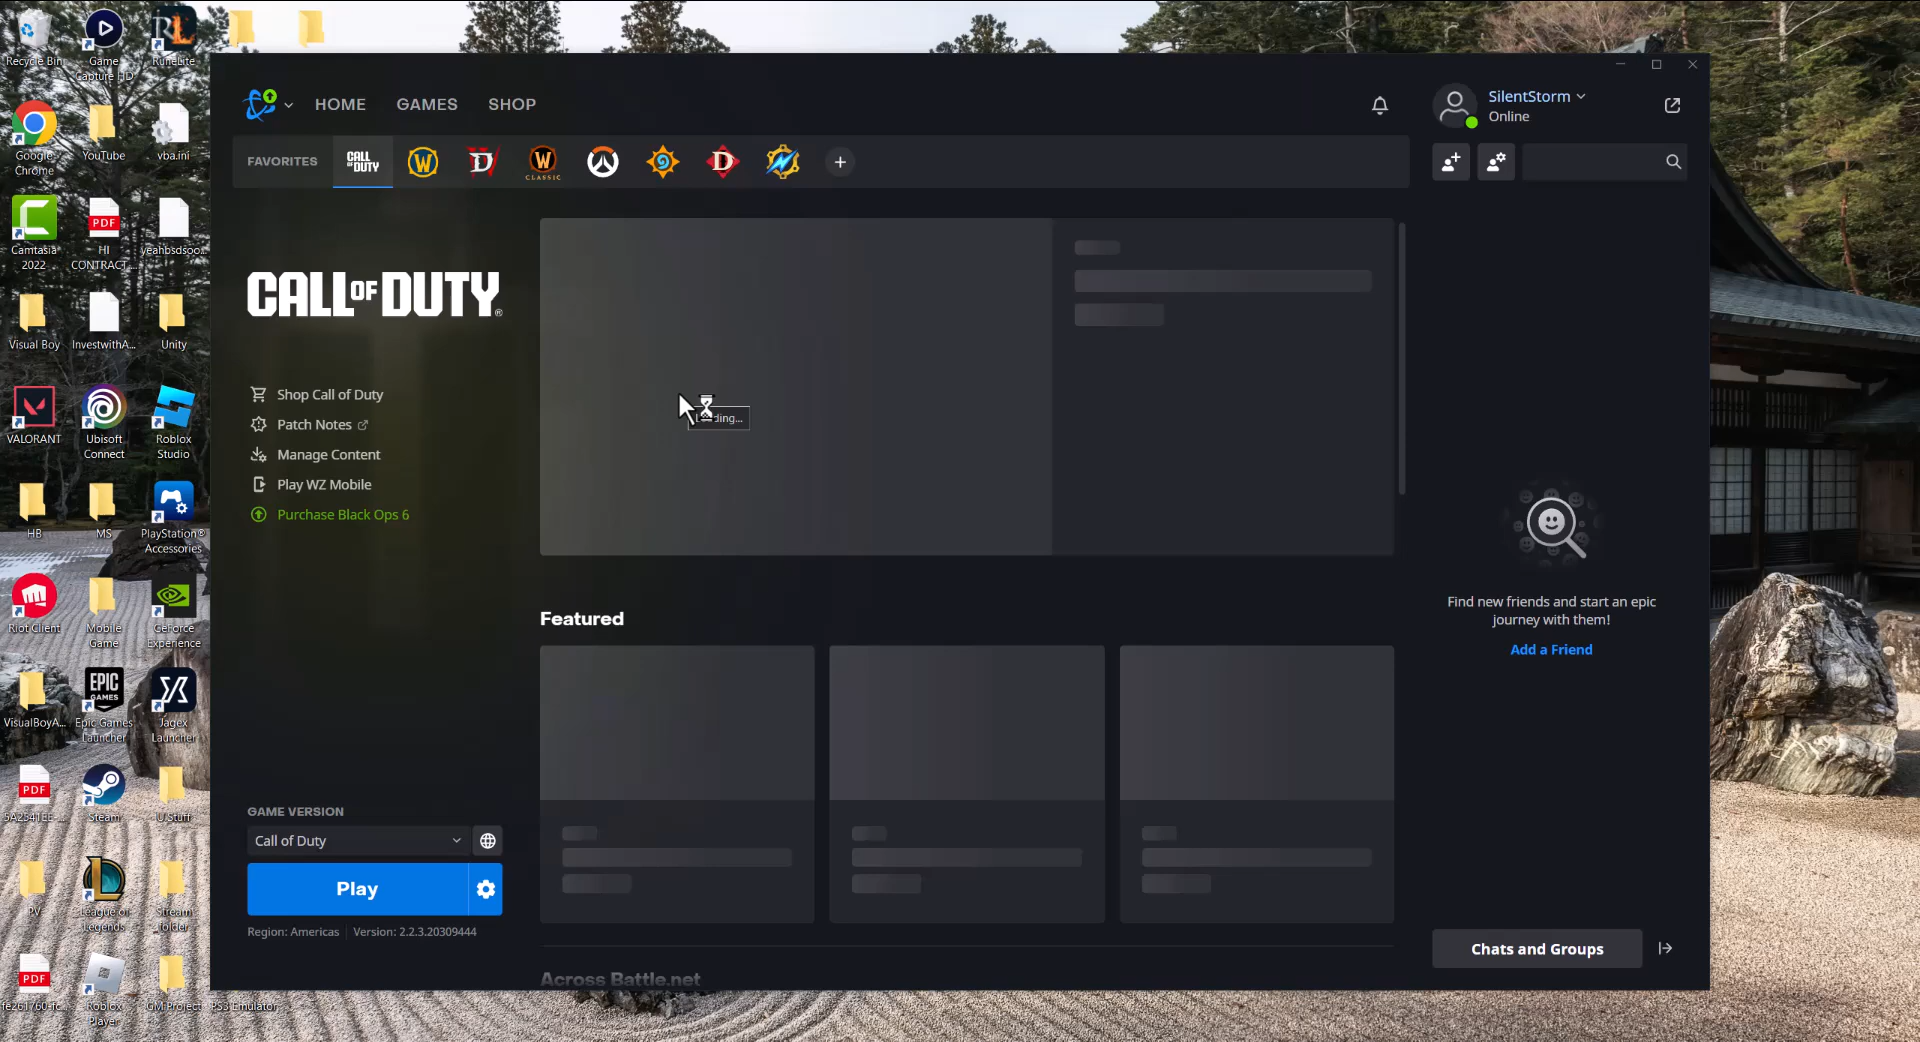 Recycle Bin
Game
Capture HD
RuneLite
Google
Chrome
YouTube
vba.ini
Camtasia
2022
PDF
HI
CONTRACT...
yeahbsdsoo...
Visual Boy
InvestwithA...
Unity
VALORANT
Ubisoft
Connect
Roblox
Studio
HB
MS
PlayStation®
Accessories
Riot Client
Mobile
Game
GeForce
Experience
VisualBoyA...
EPIC
GAMES
Epic Games
Launcher
Jagex
Launcher
PDF
Steam
U.Stuff
PV
League of
Legends
Stream
folder
PDF
Roblox
Player
GM Project
PS3 Emulator
HOME
GAMES
SHOP
SilentStorm
Online
FAVORITES
CALL OF DUTY
CLASSIC
CALL OF DUTY®
Shop Call of Duty
Patch Notes
Manage Content
Play WZ Mobile
Purchase Black Ops 6
GAME VERSION
Call of Duty
Play
Region: Americas
Version: 2.2.3.20309444
Featured
Across Battle.net
Find new friends and start an epic
journey with them!
Add a Friend
Chats and Groups